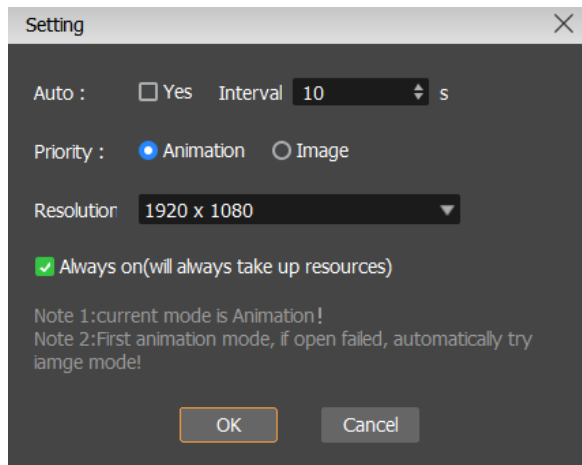 Setting
Auto : Yes Interval 10 s
Priority : Animation Image
Resolution 1920 x 1080
Always on(will always take up resources)
Note 1:current mode is Animation!
Note 2:First animation mode, if open failed, automatically try
iamge mode!
OK Cancel